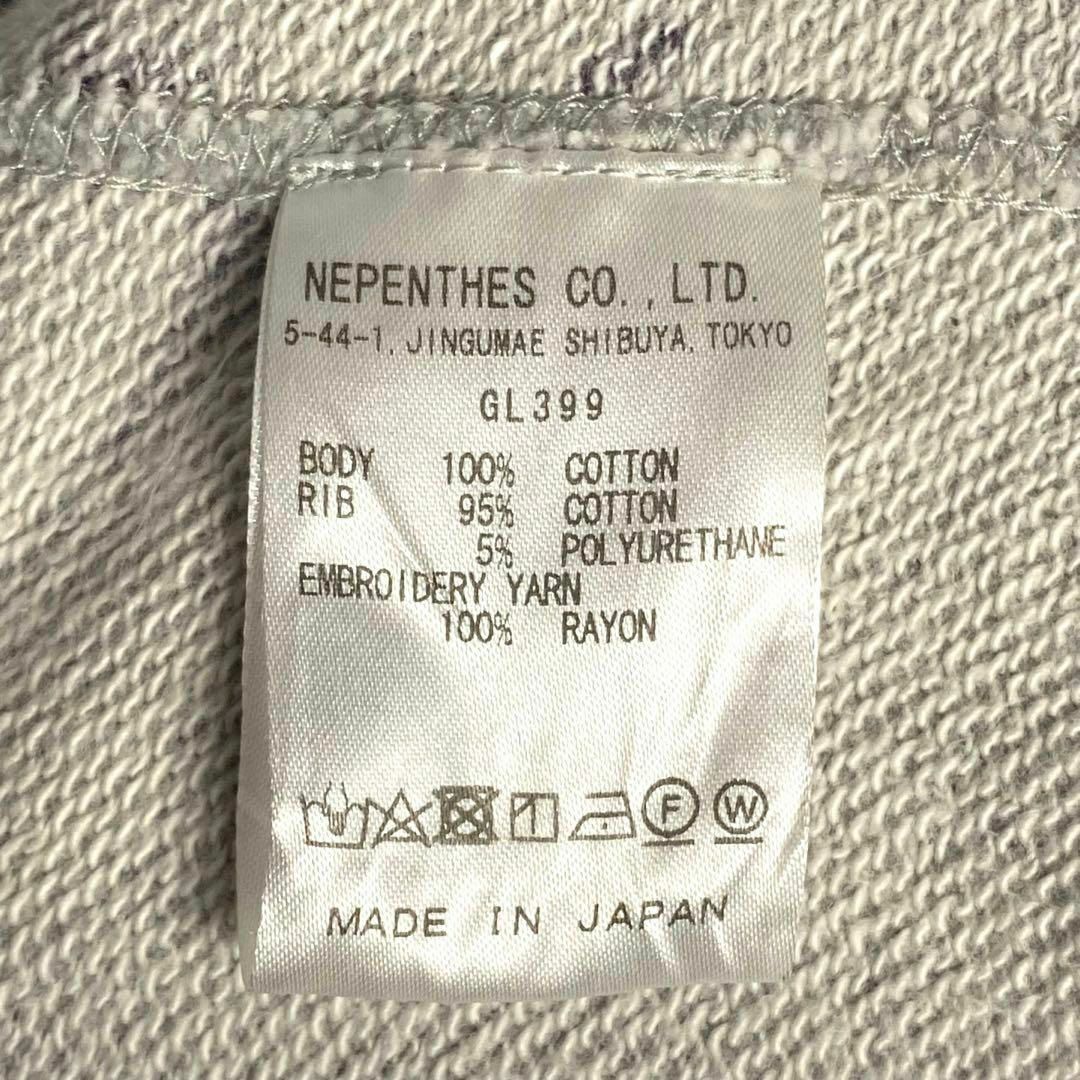 NEPENTHES CO., LTD.
5-44-1, JINGUMAE SHIBUYA, TOKYO
GL399
BODY 100% COTTON
RIB 95% COTTON
5% POLYURETHANE
EMBROIDERY YARN
100% RAYON
F W
MADE IN JAPAN